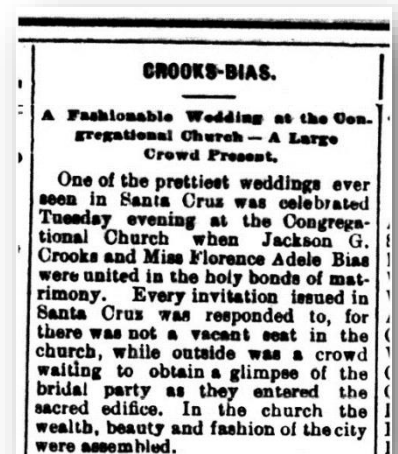 CROOKS-BIAS.
A Fashionable Wedding at the Con-
gregational Church — A Large
Crowd Present.
One of the prettiest weddings ever
seen in Santa Cruz was celebrated
Tuesday evening at the Congrega-
tional Church when Jackson G.
Crooks and Miss Florence Adele Bias
were united in the holy bonds of mat-
rimony. Every invitation issued in
Santa Cruz was responded to, for
there was not a vacant seat in the
church, while outside was a crowd
waiting to obtain a glimpse of the
bridal party as they entered the
sacred edifice. In the church the
wealth, beauty and fashion of the city
were assembled.